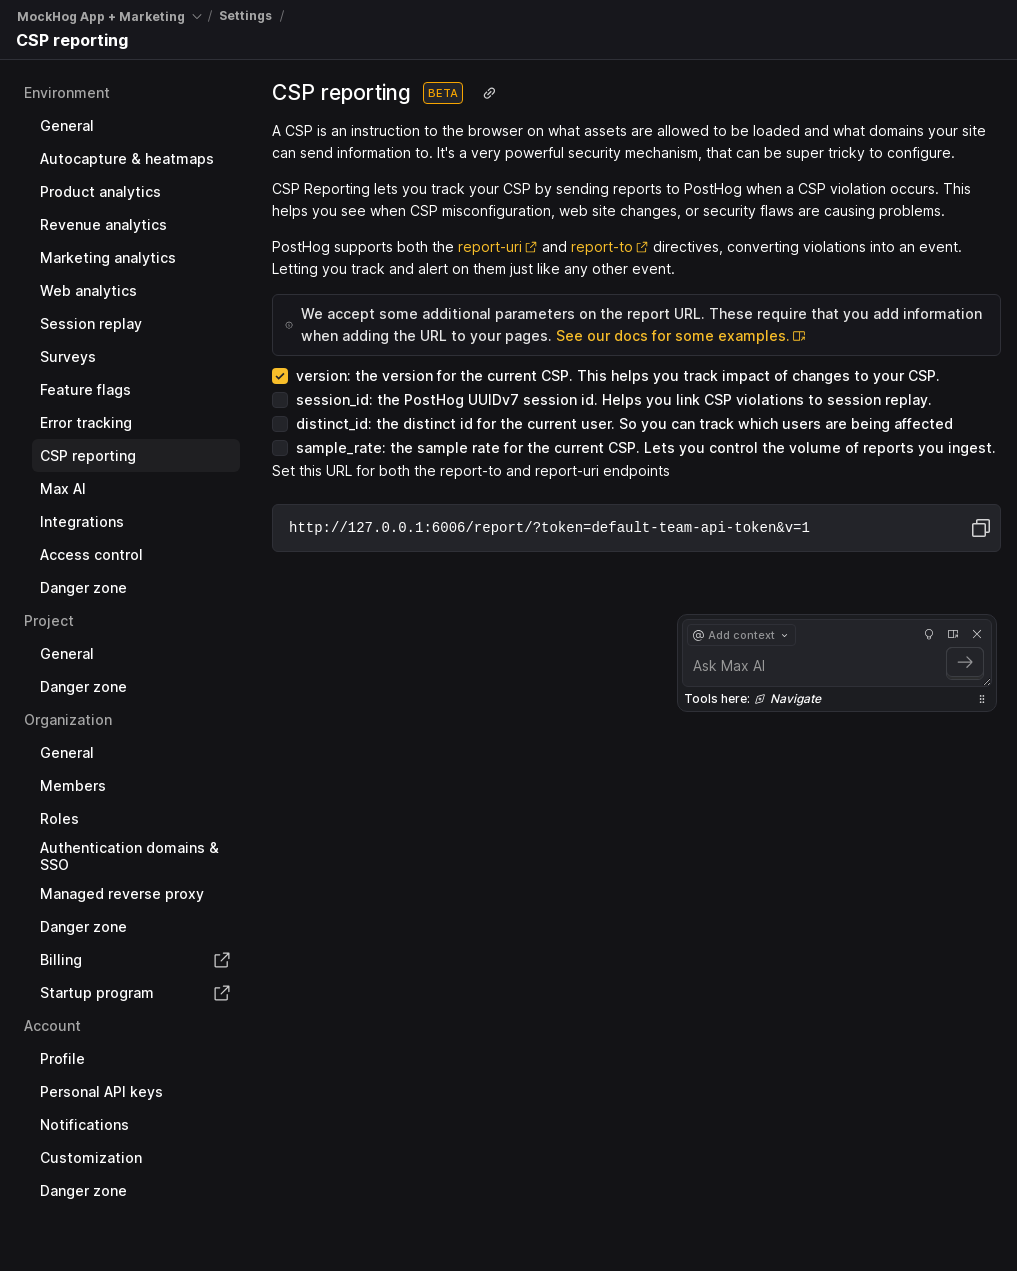 MockHog App + Marketing / Settings /
CSP reporting
Environment
General
Autocapture & heatmaps
Product analytics
Revenue analytics
Marketing analytics
Web analytics
Session replay
Surveys
Feature flags
Error tracking
CSP reporting
Max AI
Integrations
Access control
Danger zone
Project
General
Danger zone
Organization
General
Members
Roles
Authentication domains &
SSO
Managed reverse proxy
Danger zone
Billing
Startup program
Account
Profile
Personal API keys
Notifications
Customization
Danger zone
CSP reporting BETA
A CSP is an instruction to the browser on what assets are allowed to be loaded and what domains your site
can send information to. It's a very powerful security mechanism, that can be super tricky to configure.
CSP Reporting lets you track your CSP by sending reports to PostHog when a CSP violation occurs. This
helps you see when CSP misconfiguration, web site changes, or security flaws are causing problems.
PostHog supports both the report-uri and report-to directives, converting violations into an event.
Letting you track and alert on them just like any other event.
We accept some additional parameters on the report URL. These require that you add information
when adding the URL to your pages. See our docs for some examples.
version: the version for the current CSP. This helps you track impact of changes to your CSP.
session_id: the PostHog UUIDv7 session id. Helps you link CSP violations to session replay.
distinct_id: the distinct id for the current user. So you can track which users are being affected
sample_rate: the sample rate for the current CSP. Lets you control the volume of reports you ingest.
Set this URL for both the report-to and report-uri endpoints
http://127.0.0.1:6006/report/?token=default-team-api-token&v=1
@ Add context
Ask Max AI
Tools here: Navigate